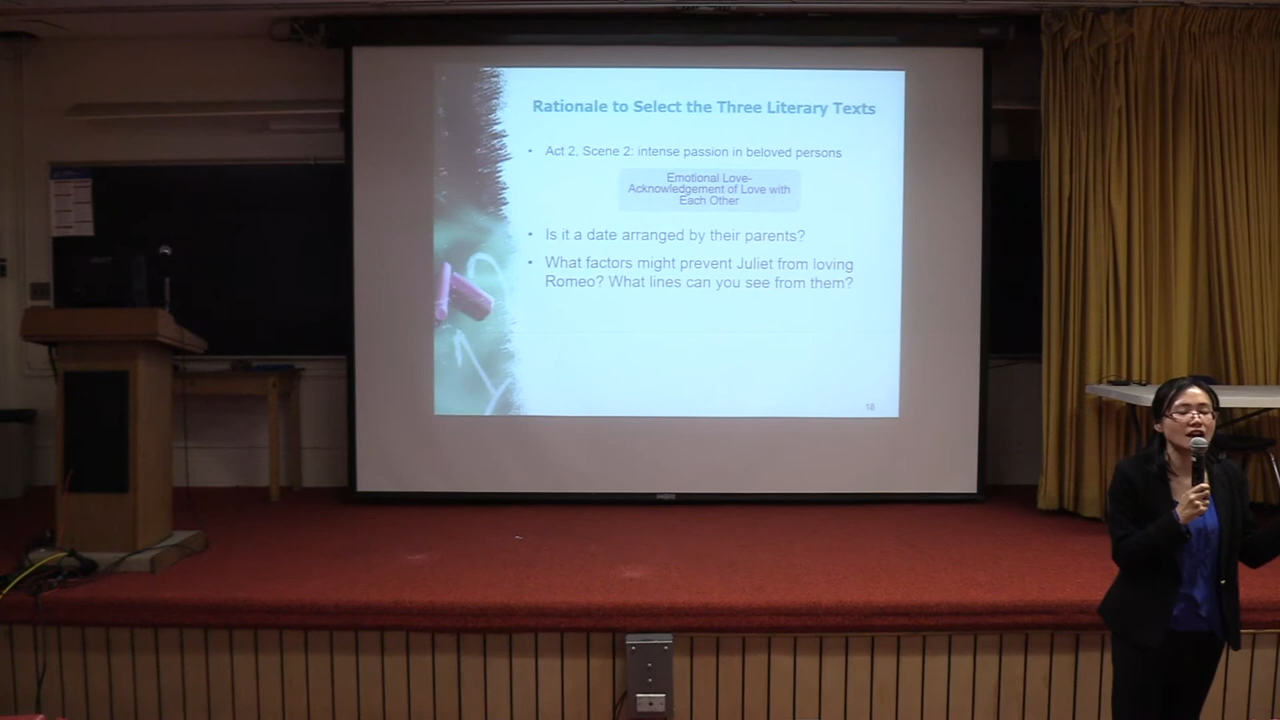 Rationale to Select the Three Literary Texts
• Act 2, Scene 2: intense passion in beloved persons
Emotional Love-
Acknowledgement of Love with
Each Other
• Is it a date arranged by their parents?
• What factors might prevent Juliet from loving
Romeo? What lines can you see from them?
18